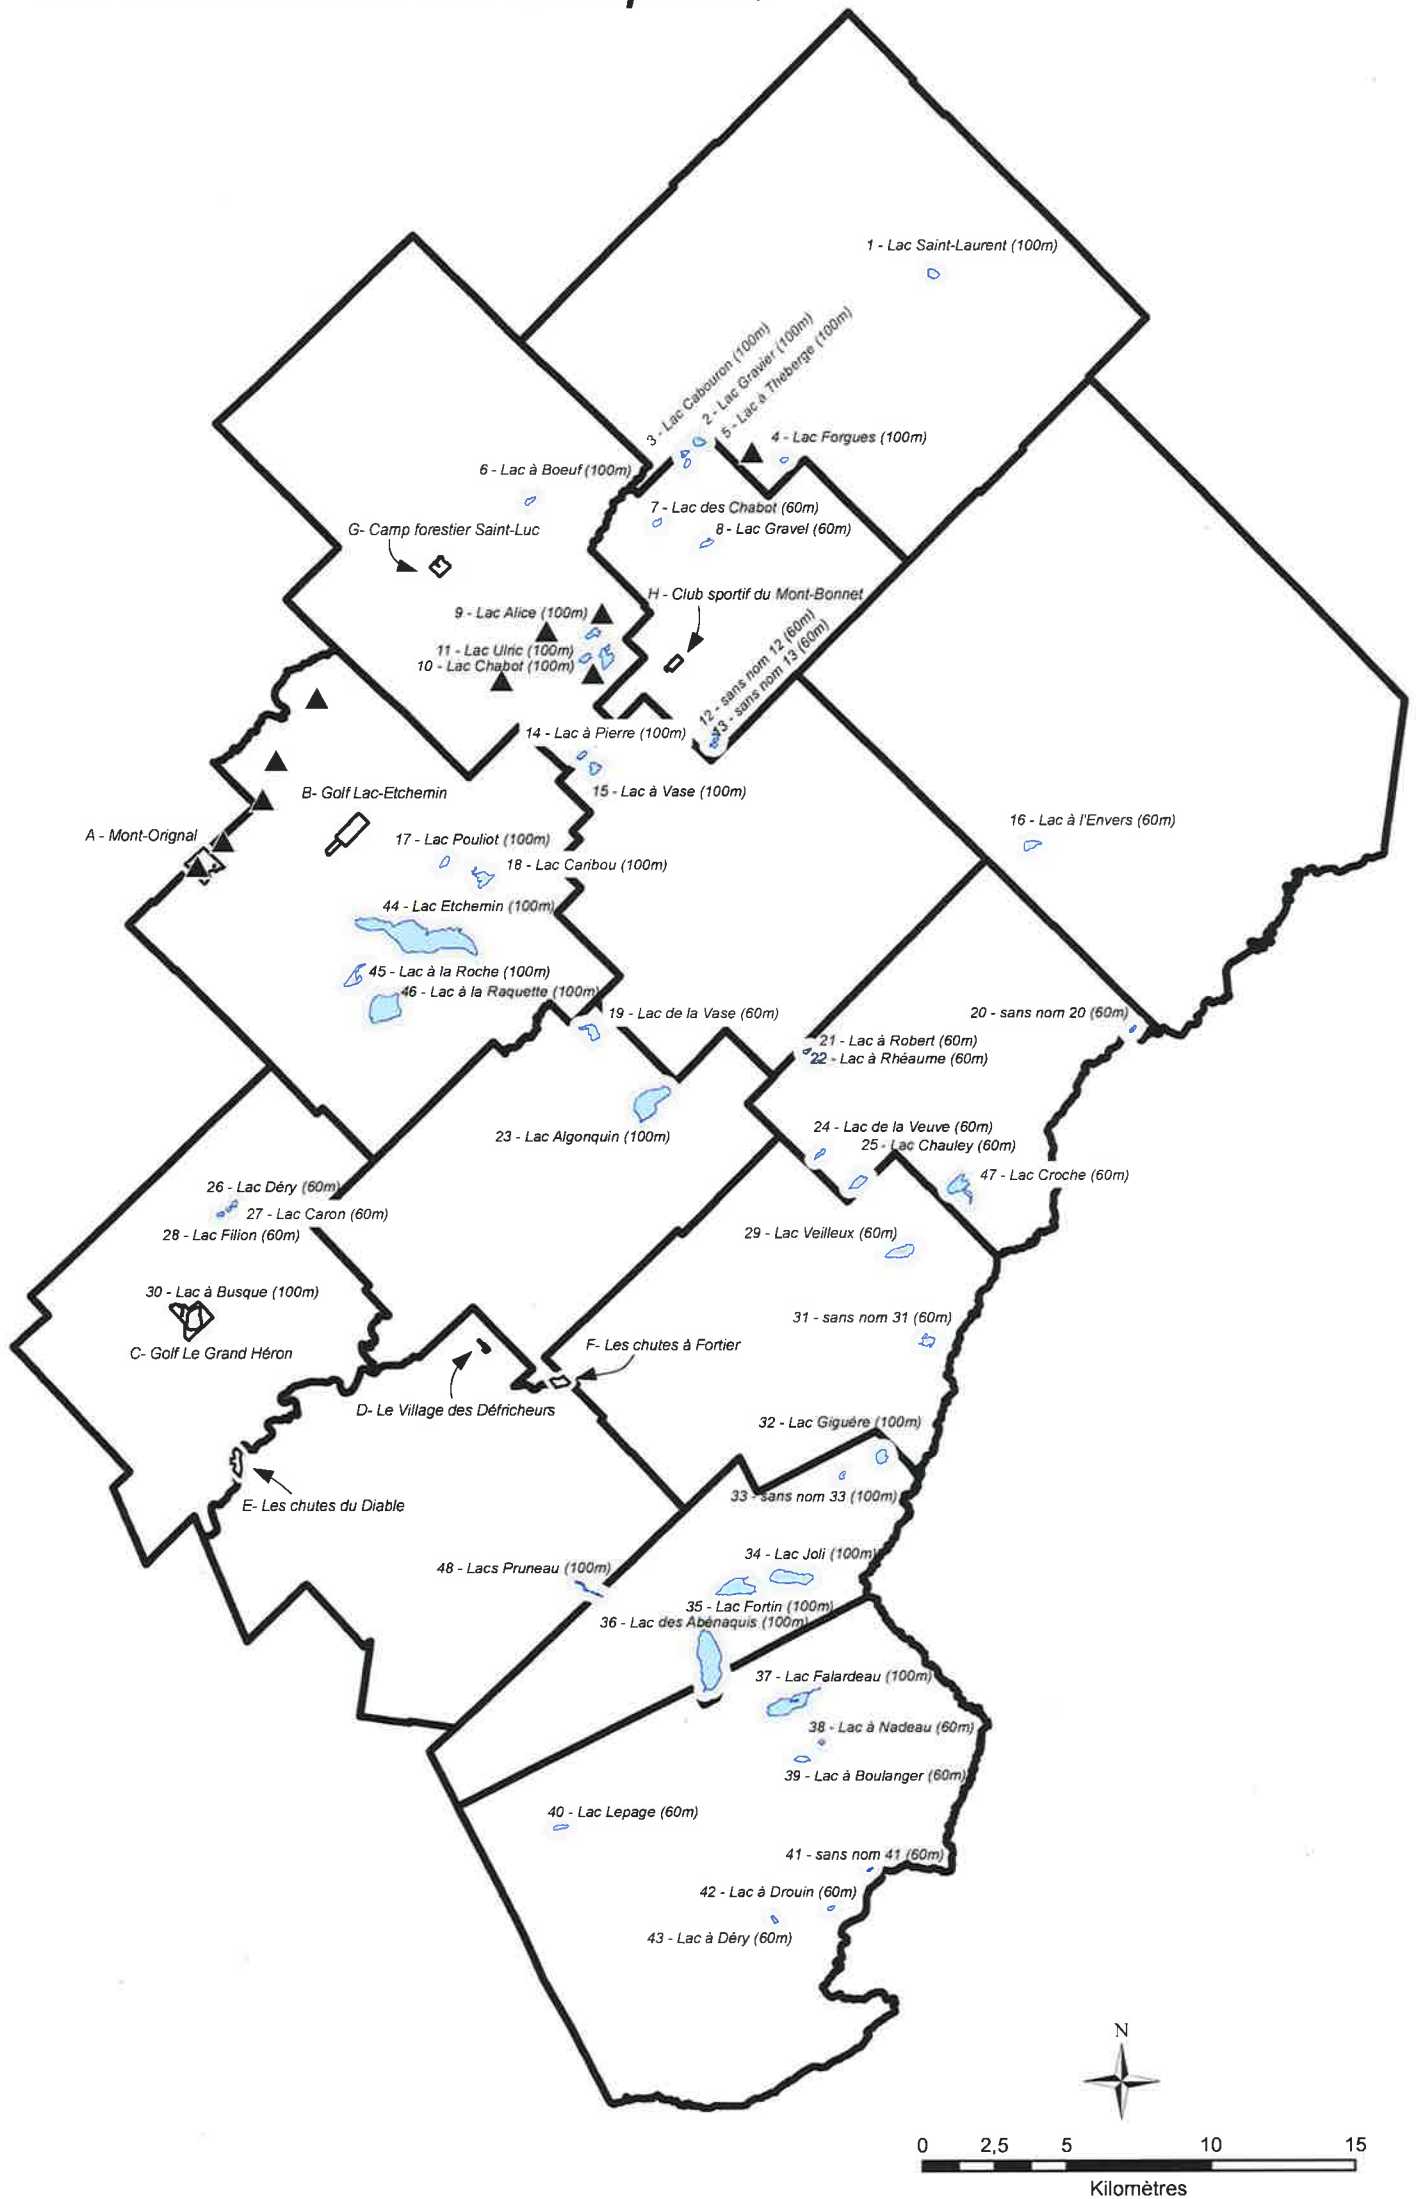 1 - Lac Saint-Laurent (100m)
3 - Lac Cabouron (100m)
2 - Lac Gravier (100m)
5 - Lac à Théberge (100m)
4 - Lac Forgues (100m)
6 - Lac à Boeuf (100m)
7 - Lac des Chabot (60m)
8 - Lac Gravel (60m)
G- Camp forestier Saint-Luc
H - Club sportif du Mont-Bonnet
9 - Lac Alice (100m)
11 - Lac Ulric (100m)
10 - Lac Chabot (100m)
12 - sans nom 12 (60m)
13 - sans nom 13 (60m)
14 - Lac à Pierre (100m)
15 - Lac à Vase (100m)
B- Golf Lac-Etchemin
A - Mont-Orignal
16 - Lac à l'Envers (60m)
17 - Lac Pouliot (100m)
18 - Lac Caribou (100m)
44 - Lac Etchemin (100m)
45 - Lac à la Roche (100m)
46 - Lac à la Raquette (100m)
19 - Lac de la Vase (60m)
20 - sans nom 20 (60m)
21 - Lac à Robert (60m)
22 - Lac à Rhéaume (60m)
23 - Lac Algonquin (100m)
24 - Lac de la Veuve (60m)
25 - Lac Chauley (60m)
47 - Lac Croche (60m)
26 - Lac Déry (60m)
27 - Lac Caron (60m)
28 - Lac Filion (60m)
29 - Lac Veilleux (60m)
30 - Lac à Busque (100m)
C- Golf Le Grand Héron
31 - sans nom 31 (60m)
F- Les chutes à Fortier
D- Le Village des Défricheurs
32 - Lac Giguère (100m)
33 - sans nom 33 (100m)
E- Les chutes du Diable
34 - Lac Joli (100m)
48 - Lacs Pruneau (100m)
35 - Lac Fortin (100m)
36 - Lac des Abénaquis (100m)
37 - Lac Falardeau (100m)
38 - Lac à Nadeau (60m)
39 - Lac à Boulanger (60m)
40 - Lac Lepage (60m)
41 - sans nom 41 (60m)
42 - Lac à Drouin (60m)
43 - Lac à Déry (60m)
N
0 2,5 5 10 15
Kilomètres